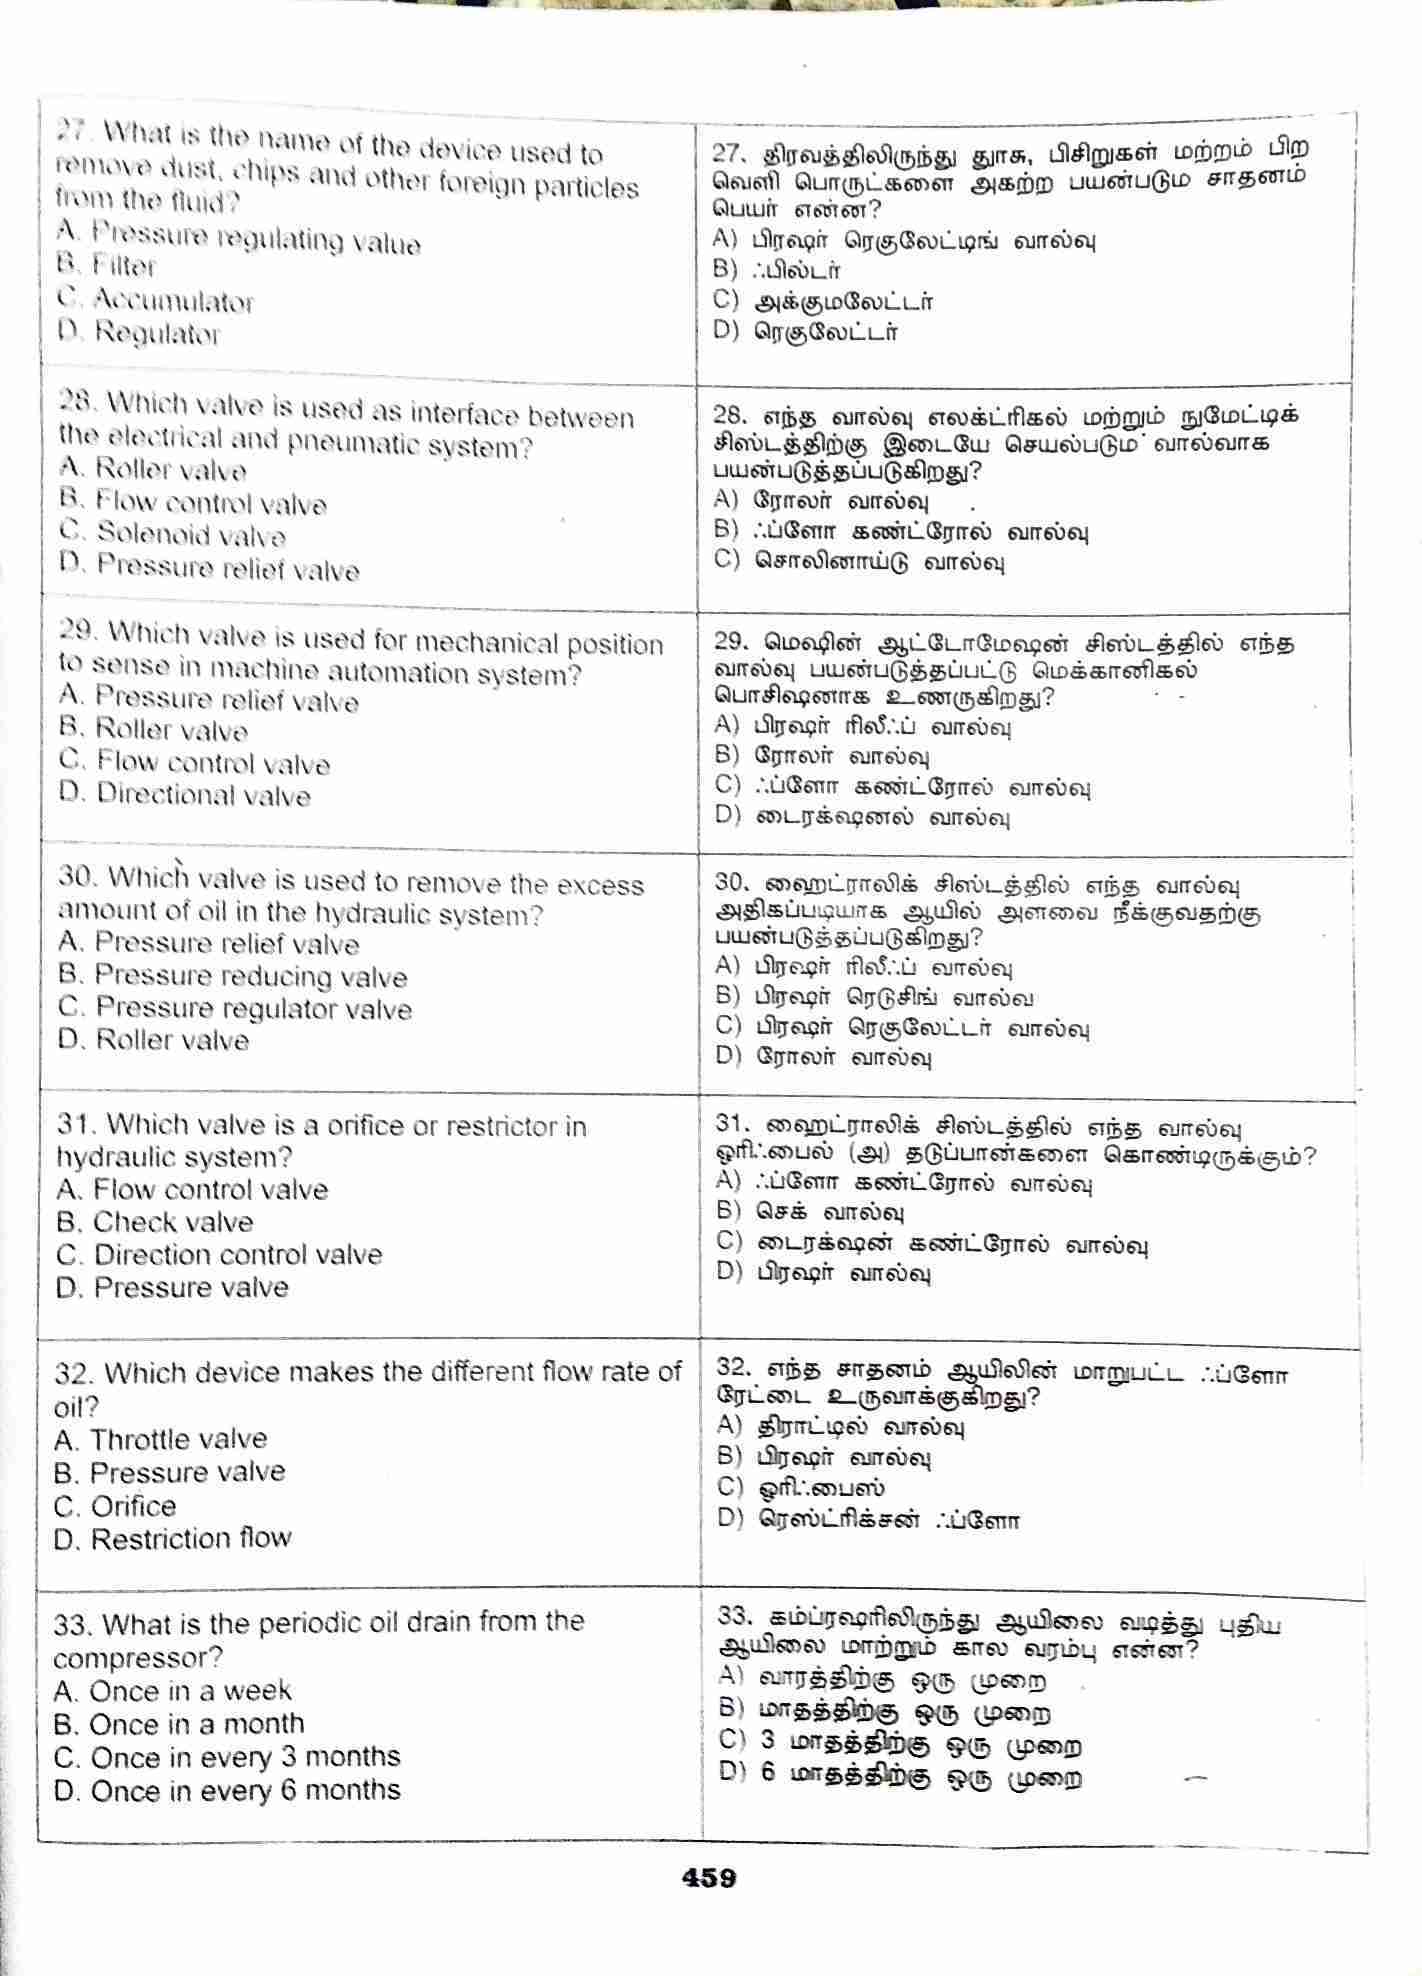 27. What is the name of the device used to
remove dust, chips and other foreign particles
from the fluid?
A. Pressure regulating value
B. Filter
C. Accumulator
D. Regulator
27. திரவத்திலிருந்து துாசு, பிசிறுகள் மற்றம் பிற
வெளி பொருட்களை அகற்ற பயன்படும சாதனம்
பெயர் என்ன?
A) பிரஷர் ரெகுலேட்டிங் வால்வு
B) ஃபில்டர்
C) அக்குமலேட்டர்
D) ரெகுலேட்டர்
28. Which valve is used as interface between
the electrical and pneumatic system?
A. Roller valve
B. Flow control valve
C. Solenoid valve
D. Pressure relief valve
28. எந்த வால்வு எலக்ட்ரிகல் மற்றும் நுமேட்டிக்
சிஸ்டத்திற்கு இடையே செயல்படும் வால்வாக
பயன்படுத்தப்படுகிறது?
A) ரோலர் வால்வு
B) ஃப்ளோ கண்ட்ரோல் வால்வு
C) சொலினாய்டு வால்வு
29. Which valve is used for mechanical position
to sense in machine automation system?
A. Pressure relief valve
B. Roller valve
C. Flow control valve
D. Directional valve
29. மெஷின் ஆட்டோமேஷன் சிஸ்டத்தில் எந்த
வால்வு பயன்படுத்தப்பட்டு மெக்கானிகல்
பொசிஷனாக உணருகிறது?
A) பிரஷர் ரிலீஃப் வால்வு
B) ரோலர் வால்வு
C) ஃப்ளோ கண்ட்ரோல் வால்வு
D) டைரக்ஷனல் வால்வு
30. Which valve is used to remove the excess
amount of oil in the hydraulic system?
A. Pressure relief valve
B. Pressure reducing valve
C. Pressure regulator valve
D. Roller valve
30. ஹைட்ராலிக் சிஸ்டத்தில் எந்த வால்வு
அதிகப்படியாக ஆயில் அளவை நீக்குவதற்கு
பயன்படுத்தப்படுகிறது?
A) பிரஷர் ரிலீஃப் வால்வு
B) பிரஷர் ரெடுசிங் வால்வ
C) பிரஷர் ரெகுலேட்டர் வால்வு
D) ரோலர் வால்வு
31. Which valve is a orifice or restrictor in
hydraulic system?
A. Flow control valve
B. Check valve
C. Direction control valve
D. Pressure valve
31. ஹைட்ராலிக் சிஸ்டத்தில் எந்த வால்வு
ஒரிஃபைல் (அ) தடுப்பான்களை கொண்டிருக்கும்?
A) ஃப்ளோ கண்ட்ரோல் வால்வு
B) செக் வால்வு
C) டைரக்ஷன் கண்ட்ரோல் வால்வு
D) பிரஷர் வால்வு
32. Which device makes the different flow rate of
oil?
A. Throttle valve
B. Pressure valve
C. Orifice
D. Restriction flow
32. எந்த சாதனம் ஆயிலின் மாறுபட்ட ஃப்ளோ
ரேட்டை உருவாக்குகிறது?
A) திராட்டில் வால்வு
B) பிரஷர் வால்வு
C) ஒரிஃபைஸ்
D) ரெஸ்ட்ரிக்சன் ஃப்ளோ
33. What is the periodic oil drain from the
compressor?
A. Once in a week
B. Once in a month
C. Once in every 3 months
D. Once in every 6 months
33. கம்ப்ரஷரிலிருந்து ஆயிலை வடித்து புதிய
ஆயிலை மாற்றும் கால வரம்பு என்ன?
A) வாரத்திற்கு ஒரு முறை
B) மாதத்திற்கு ஒரு முறை
C) 3 மாதத்திற்கு ஒரு முறை
D) 6 மாதத்திற்கு ஒரு முறை
459